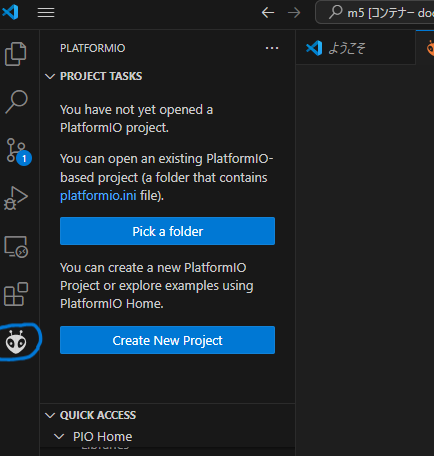 m5 [コンテナー doc
PLATFORMIO
ようこそ
PROJECT TASKS
You have not yet opened a
PlatformIO project.
You can open an existing PlatformIO-
based project (a folder that contains
platformio.ini file).
Pick a folder
You can create a new PlatformIO
Project or explore examples using
PlatformIO Home.
Create New Project
1
QUICK ACCESS
PIO Home